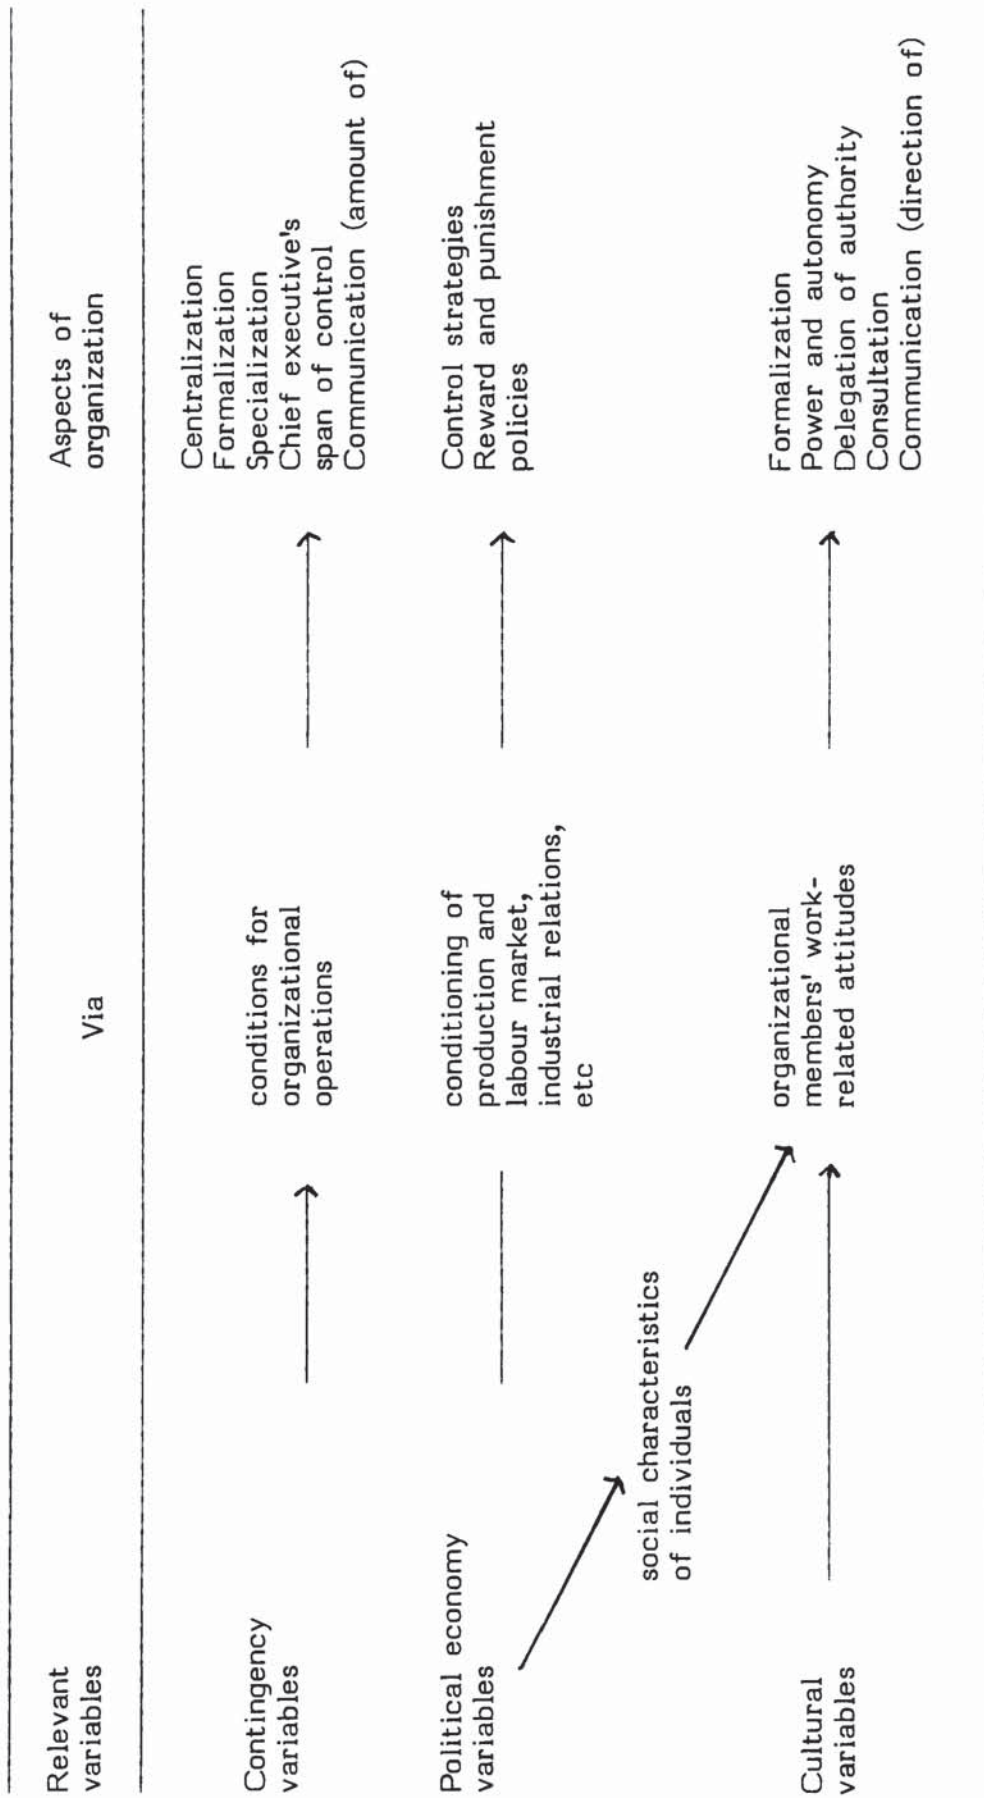 Relevant
variables
Via
Aspects of
organization
Contingency
variables
conditions for
organizational
operations
Centralization
Formalization
Specialization
Chief executive's
span of control
Communication (amount of)
Political economy
variables
conditioning of
production and
labour market,
industrial relations,
etc
Control strategies
Reward and punishment
policies
social characteristics
of individuals
Cultural
variables
organizational
members' work-
related attitudes
Formalization
Power and autonomy
Delegation of authority
Consultation
Communication (direction of)